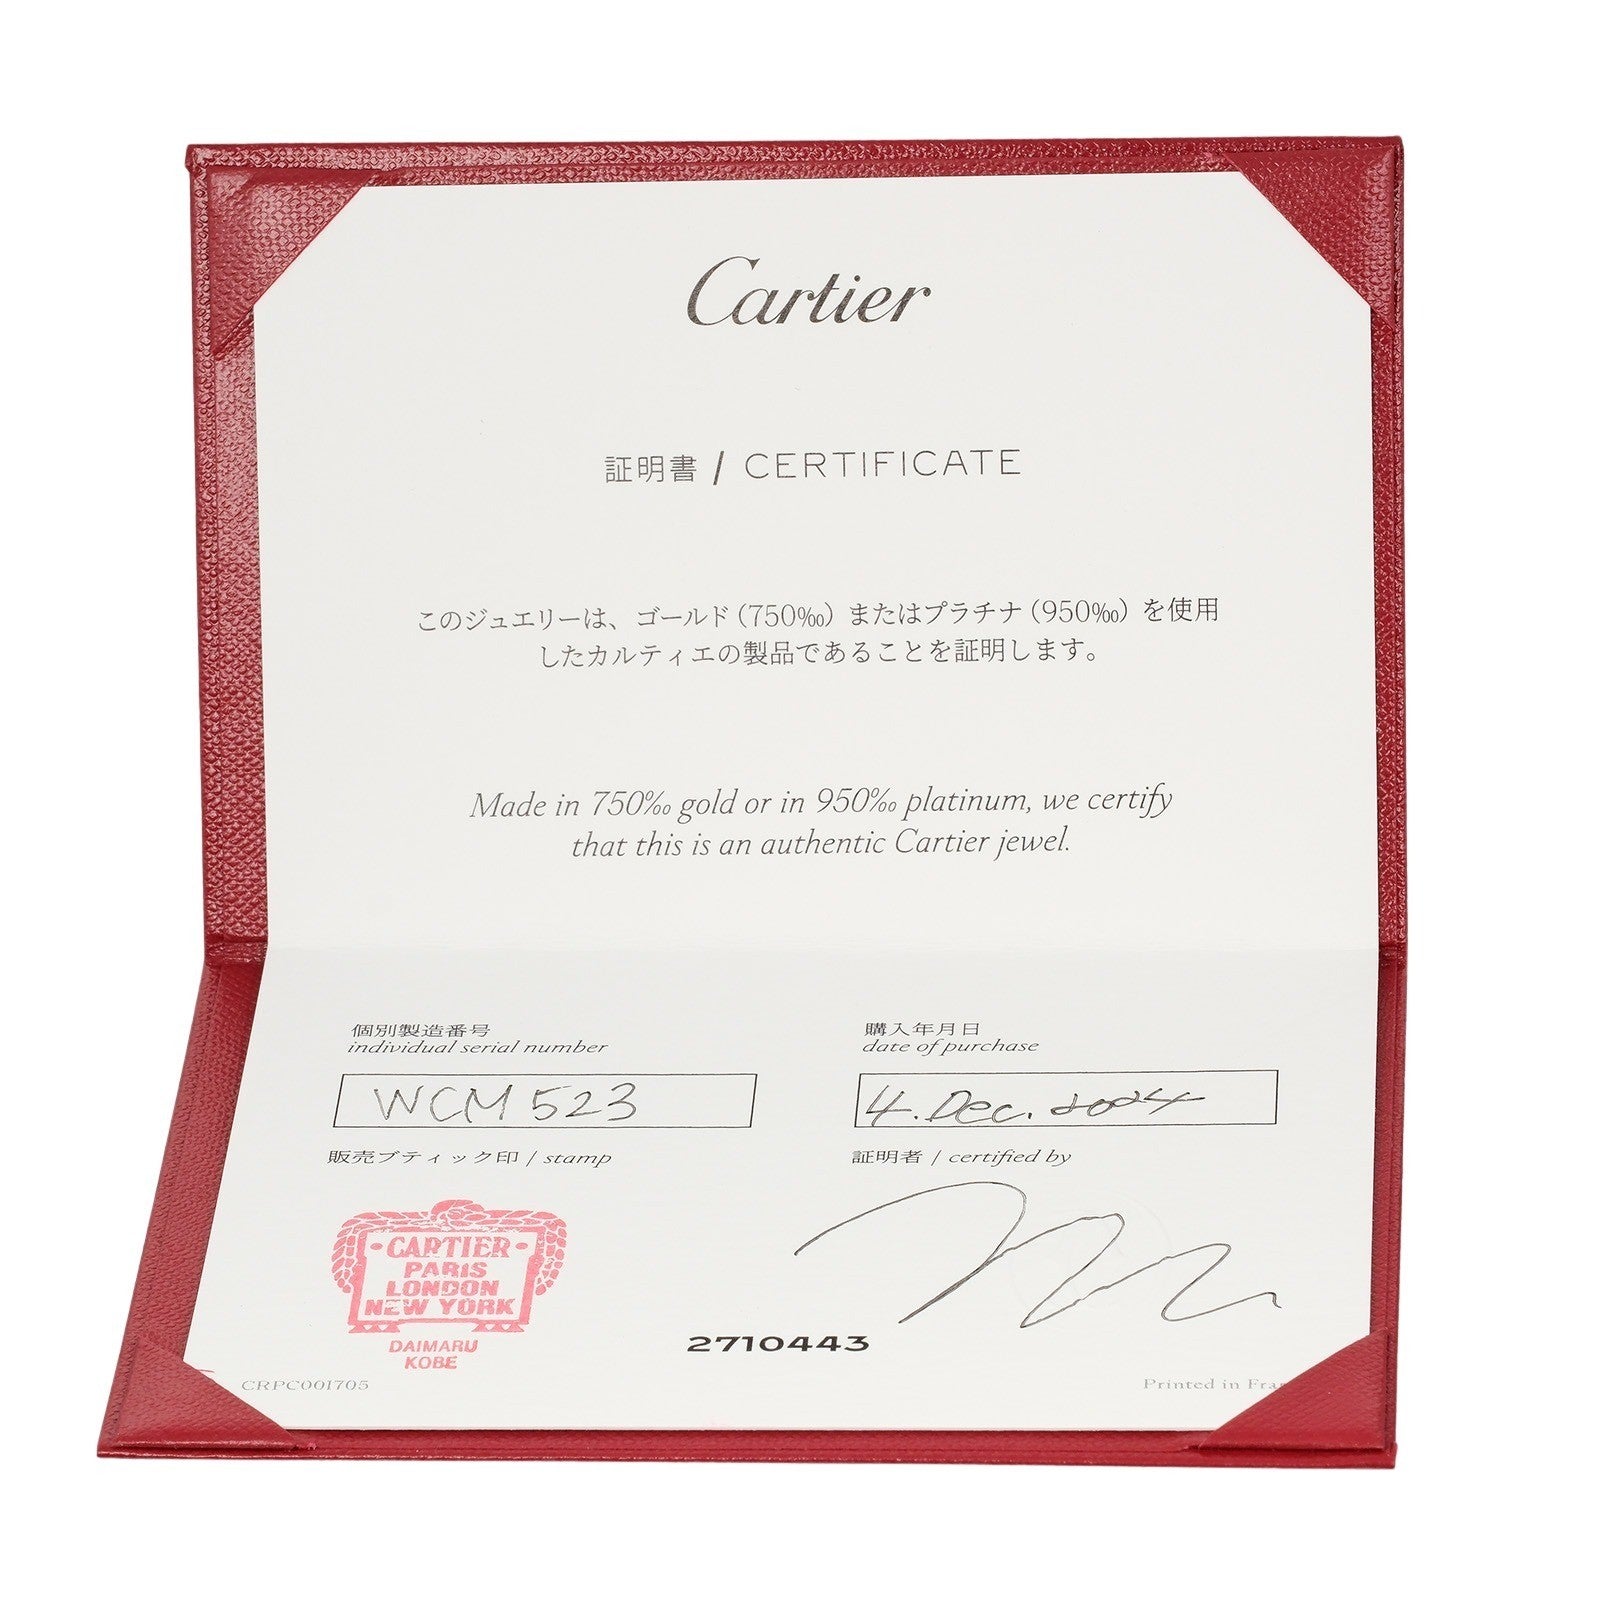 Cartier
証明書 / CERTIFICATE
このジュエリーは、ゴールド（750‰）またはプラチナ（950‰）を使用
したカルティエの製品であることを証明します。
Made in 750‰ gold or in 950‰ platinum, we certify
that this is an authentic Cartier jewel.
個別製造番号
individual serial number
WCM523
購入年月日
date of purchase
4. Dec. 2024
販売ブティック印 / stamp
証明者 / certified by
·CARTIER·
PARIS
LONDON
NEW YORK
DAIMARU
KOBE
2710443
CRPC001705
Printed in